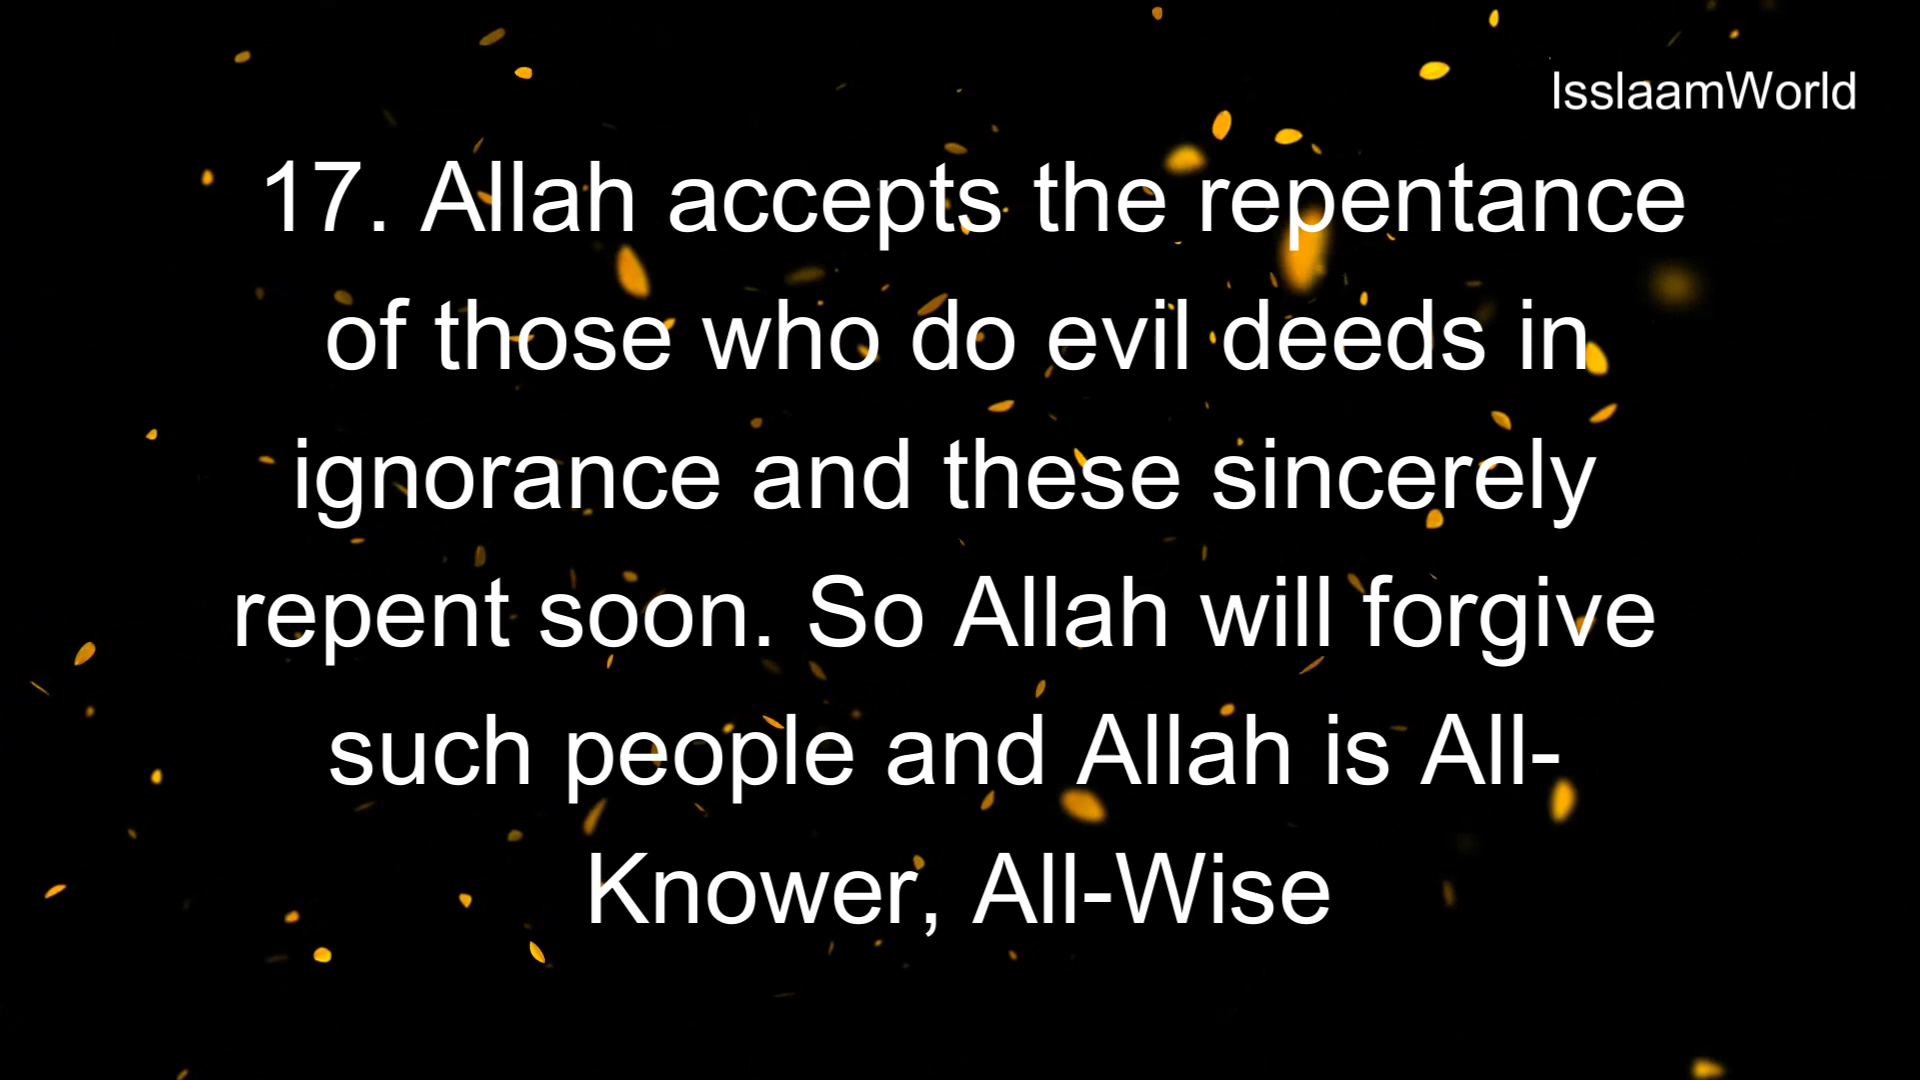 IsslaamWorld
17. Allah accepts the repentance
of those who do evil deeds in
ignorance and these sincerely
repent soon. So Allah will forgive
such people and Allah is All-
Knower, All-Wise